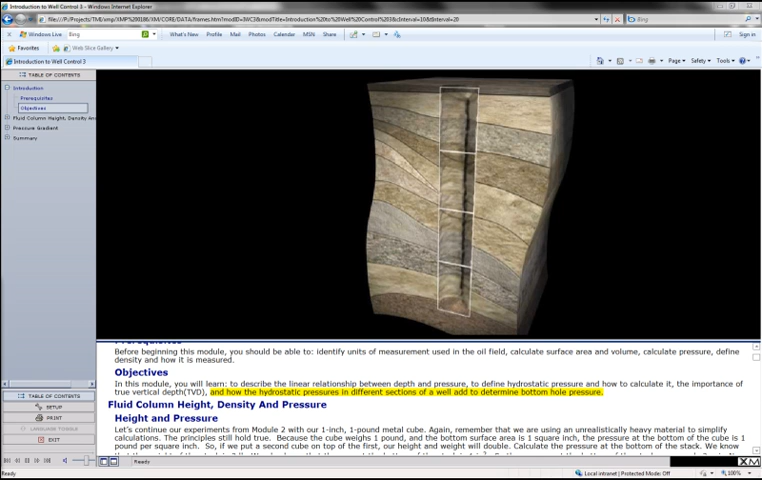 Introduction to Well Control 3 - Windows Internet Explorer
Windows Live
Bing
What's New
Profile
Mail
Photos
Calendar
MSN
Share
Sign in
Favorites
Web Slice Gallery
Introduction to Well Control 3
Page
Safety
Tools
TABLE OF CONTENTS
Introduction
Prerequisites
Objectives
Fluid Column Height, Density An
Pressure Gradient
Summary
Prerequisites
Before beginning this module, you should be able to: identify units of measurement used in the oil field, calculate surface area and volume, calculate pressure, define
density and how it is measured.
Objectives
In this module, you will learn: to describe the linear relationship between depth and pressure, to define hydrostatic pressure and how to calculate it, the importance of
true vertical depth(TVD), and how the hydrostatic pressures in different sections of a well add to determine bottom hole pressure.
Fluid Column Height, Density And Pressure
Height and Pressure
Let's continue our experiments from Module 2 with our 1-inch, 1-pound metal cube. Again, remember that we are using an unrealistically heavy material to simplify
calculations. The principles still hold true. Because the cube weighs 1 pound, and the bottom surface area is 1 square inch, the pressure at the bottom of the cube is 1
pound per square inch. So, if we put a second cube on top of the first, our height and weight will double. Calculate the pressure at the bottom of the stack. We know
TABLE OF CONTENTS
SETUP
PRINT
LANGUAGE TOGGLE
EXIT
Ready
XM
Ready
Local intranet | Protected Mode: Off
100%